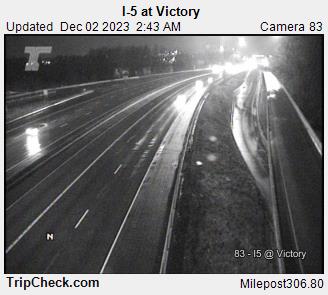 I-5 at Victory
Updated  Dec 02 2023  2:43 AM
Camera 83
T
N
83 - I5 @ Victory
TripCheck.com
Milepost306.80